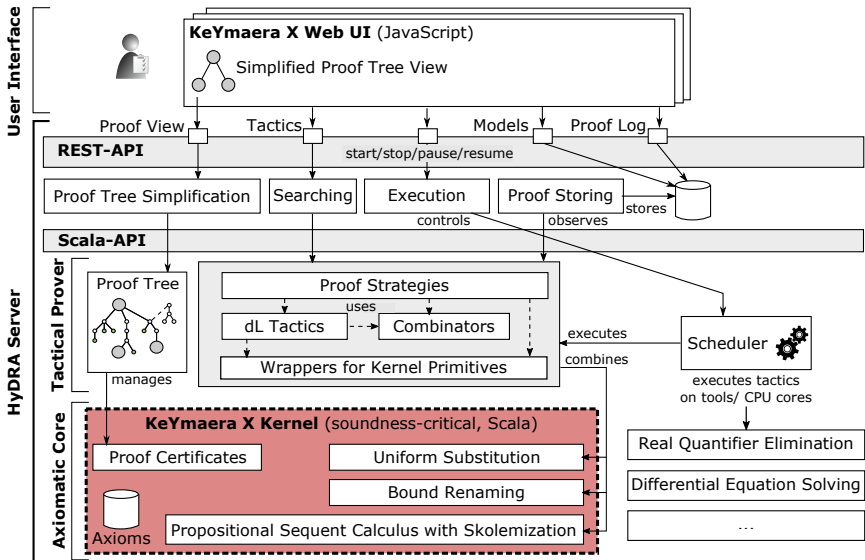 User Interface
KeYmaera X Web UI (JavaScript)
Simplified Proof Tree View
HyDRA Server
Proof View
Tactics
Models
Proof Log
REST-API
start/stop/pause/resume
Proof Tree Simplification
Searching
Execution
Proof Storing
stores
controls
observes
Scala-API
Tactical Prover
Proof Tree
Proof Strategies
uses
dL Tactics
Combinators
Wrappers for Kernel Primitives
executes
combines
Scheduler
manages
executes tactics
on tools/ CPU cores
Axiomatic Core
KeYmaera X Kernel (soundness-critical, Scala)
Proof Certificates
Uniform Substitution
Bound Renaming
Axioms
Propositional Sequent Calculus with Skolemization
Real Quantifier Elimination
Differential Equation Solving
...